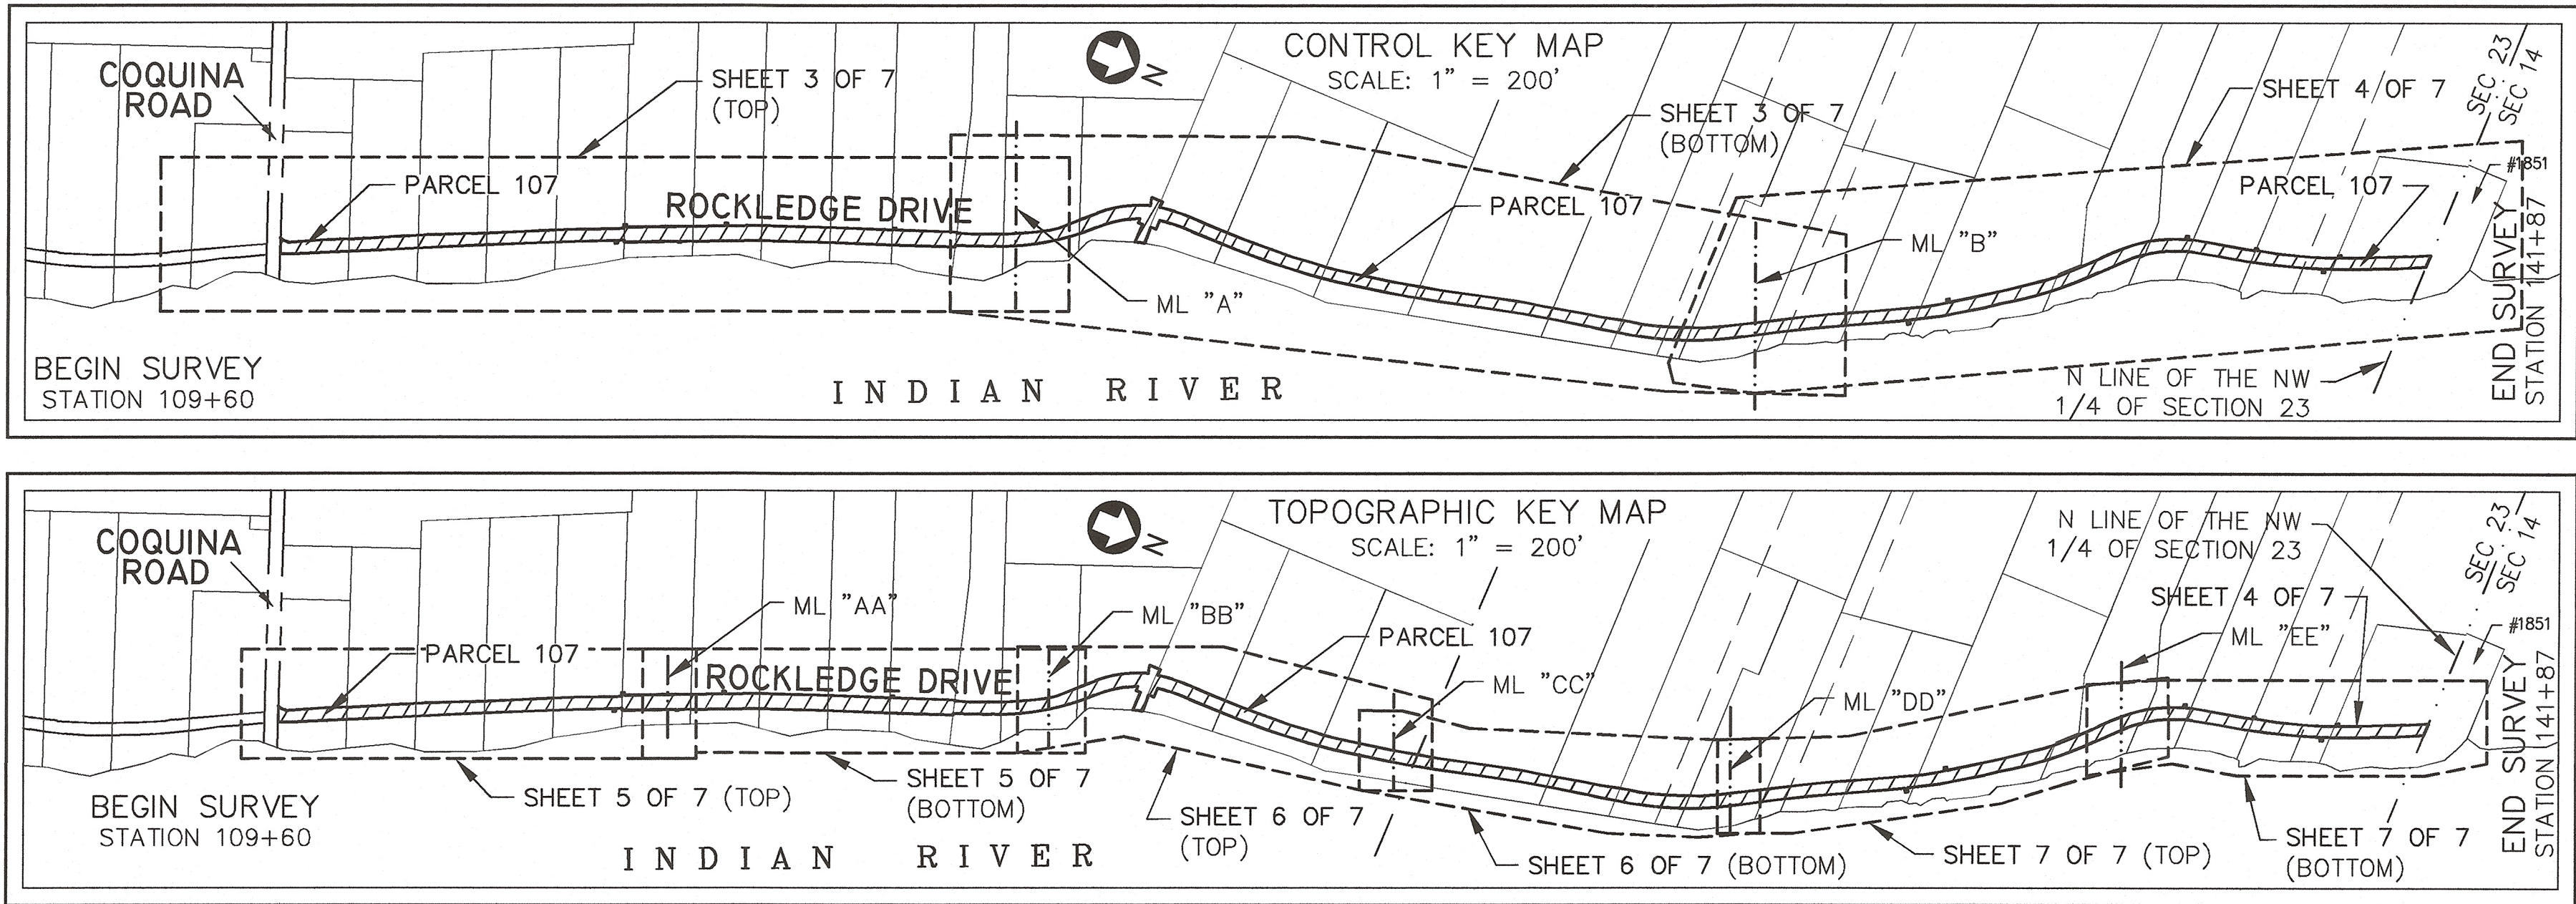 CONTROL KEY MAP
SCALE: 1" = 200'
N
COQUINA
ROAD
SHEET 3 OF 7
(TOP)
PARCEL 107
ROCKLEDGE DRIVE
ML "A"
SHEET 3 OF 7
(BOTTOM)
PARCEL 107
ML "B"
SHEET 4 OF 7
PARCEL 107
SEC 23
SEC 14
#1851
END SURVEY
STATION 141+87
N LINE OF THE NW
1/4 OF SECTION 23
BEGIN SURVEY
STATION 109+60
INDIAN RIVER
TOPOGRAPHIC KEY MAP
SCALE: 1" = 200'
N
COQUINA
ROAD
PARCEL 107
ML "AA"
ROCKLEDGE DRIVE
ML "BB"
PARCEL 107
ML "CC"
ML "DD"
N LINE OF THE NW
1/4 OF SECTION 23
SHEET 4 OF 7
ML "EE"
SEC 23
SEC 14
#1851
END SURVEY
STATION 141+87
BEGIN SURVEY
STATION 109+60
SHEET 5 OF 7 (TOP)
SHEET 5 OF 7
(BOTTOM)
SHEET 6 OF 7
(TOP)
SHEET 6 OF 7 (BOTTOM)
SHEET 7 OF 7 (TOP)
SHEET 7 OF 7
(BOTTOM)
INDIAN RIVER